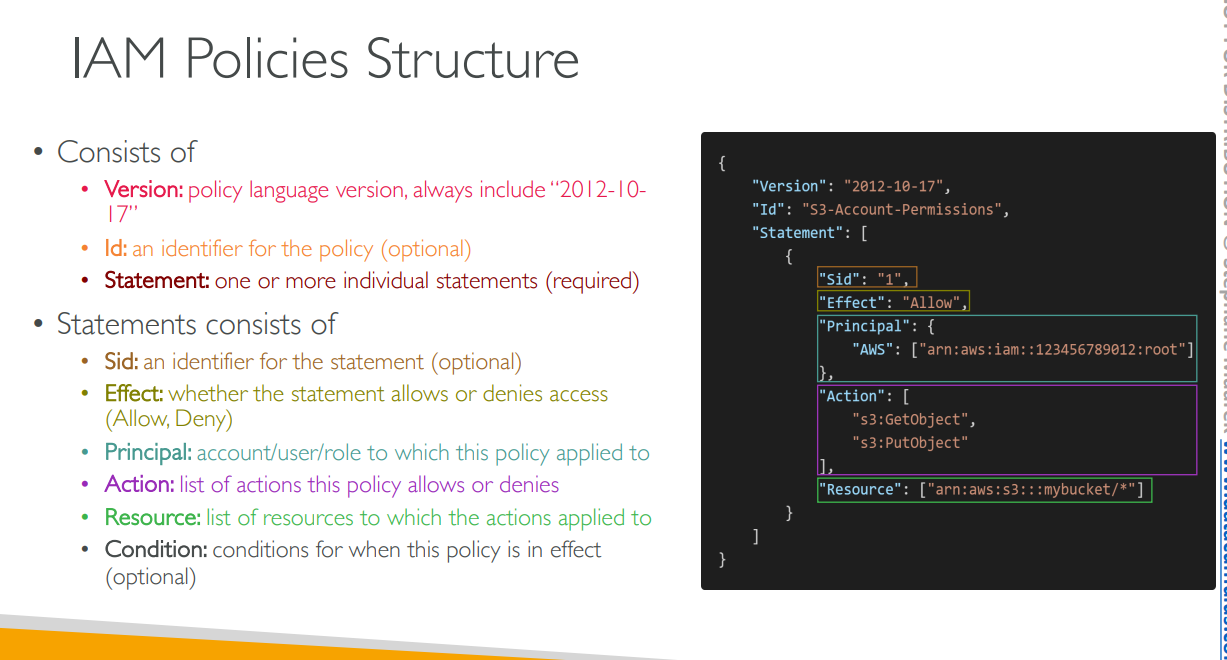 IAM Policies Structure
• Consists of
• Version: policy language version, always include “2012-10-
17”
• Id: an identifier for the policy (optional)
• Statement: one or more individual statements (required)
• Statements consists of
• Sid: an identifier for the statement (optional)
• Effect: whether the statement allows or denies access
(Allow, Deny)
• Principal: account/user/role to which this policy applied to
• Action: list of actions this policy allows or denies
• Resource: list of resources to which the actions applied to
• Condition: conditions for when this policy is in effect
(optional)
{
"Version": "2012-10-17",
"Id": "S3-Account-Permissions",
"Statement": [
{
"Sid": "1",
"Effect": "Allow",
"Principal": {
"AWS": ["arn:aws:iam::123456789012:root"]
},
"Action": [
"s3:GetObject",
"s3:PutObject"
],
"Resource": ["arn:aws:s3:::mybucket/*"]
}
]
}